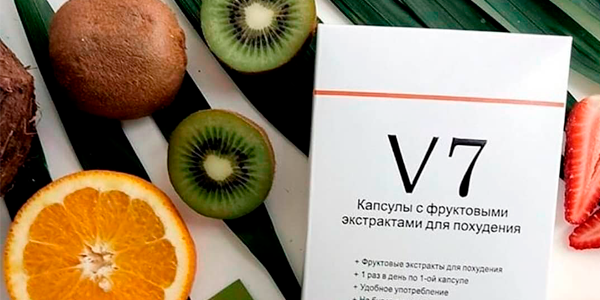 V7
Капсулы с фруктовыми
экстрактами для похудения
+ Фруктовые экстракты для похудения
+ 1 раз в день по 1-ой капсуле
+ Удобное употребление